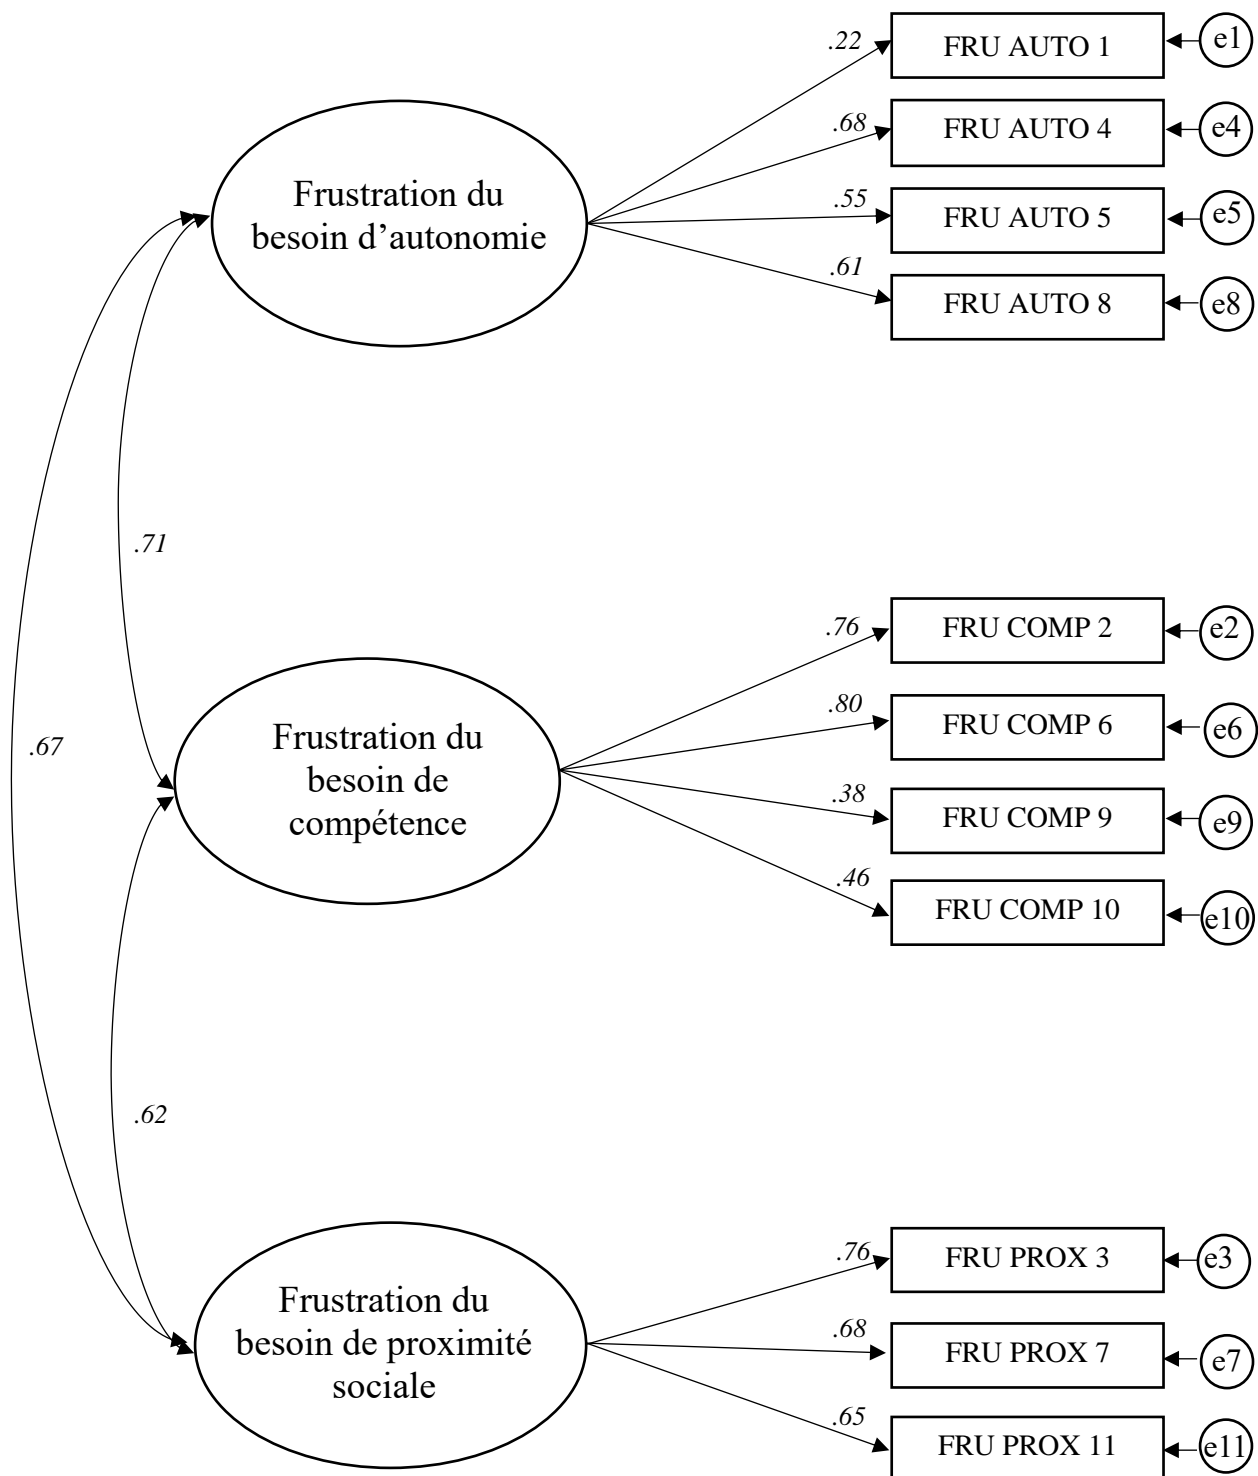 .22
FRU AUTO 1
e1
.68
FRU AUTO 4
e4
Frustration du
besoin d’autonomie
.55
FRU AUTO 5
e5
.61
FRU AUTO 8
e8
.71
.76
FRU COMP 2
e2
.80
FRU COMP 6
e6
.67
Frustration du
besoin de
compétence
.38
FRU COMP 9
e9
.46
FRU COMP 10
e10
.62
.76
FRU PROX 3
e3
Frustration du
besoin de proximité
sociale
.68
FRU PROX 7
e7
.65
FRU PROX 11
e11